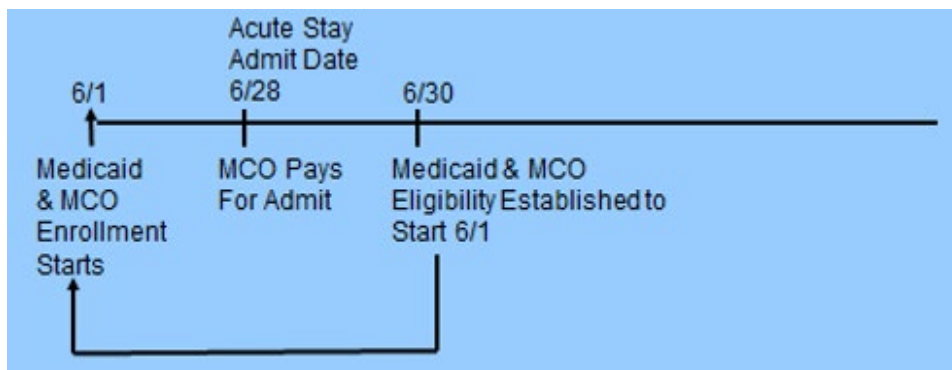 Acute Stay
Admit Date
6/1
6/28
6/30
Medicaid
& MCO
Enrollment
Starts
MCO Pays
For Admit
Medicaid & MCO
Eligibility Established to
Start 6/1